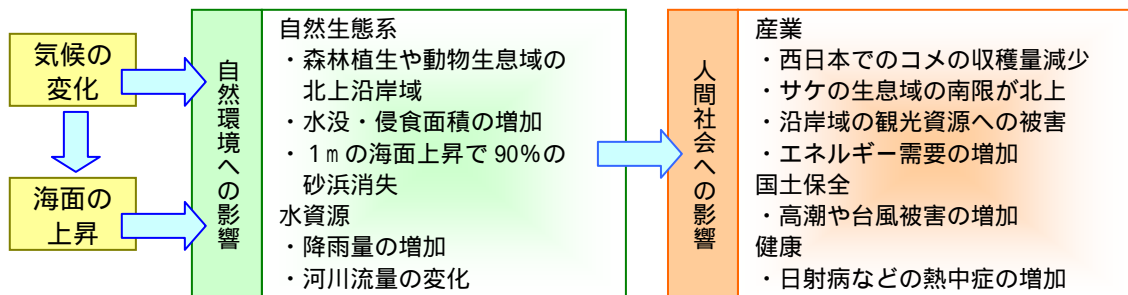 気候の
変化
海面の
上昇
自然環境への影響
自然生態系
・森林植生や動物生息域の
北上沿岸域
・水没・侵食面積の増加
・1ｍの海面上昇で90%の
砂浜消失
水資源
・降雨量の増加
・河川流量の変化
人間社会への影響
産業
・西日本でのコメの収穫量減少
・サケの生息域の南限が北上
・沿岸域の観光資源への被害
・エネルギー需要の増加
国土保全
・高潮や台風被害の増加
健康
・日射病などの熱中症の増加